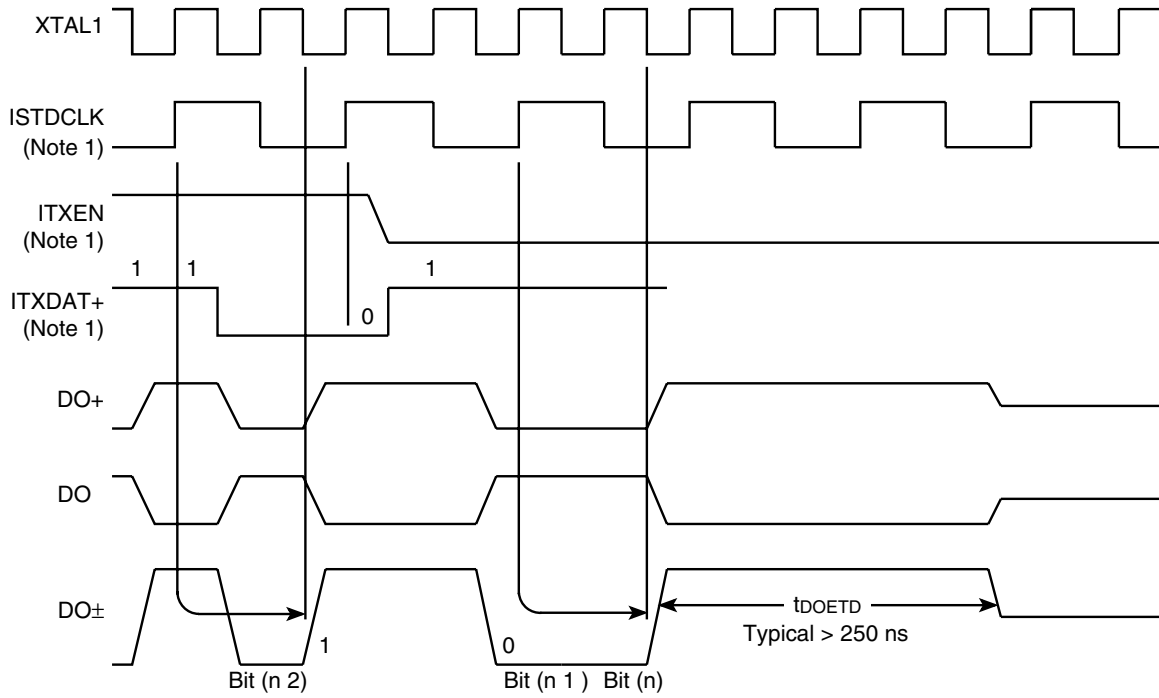 XTAL1
ISTDCLK
(Note 1)
ITXEN
(Note 1)
1 1 1
ITXDAT+
(Note 1)
0
DO+
DO
DO±
tDOETD
Typical > 250 ns
1 0
Bit (n 2) Bit (n 1 ) Bit (n)